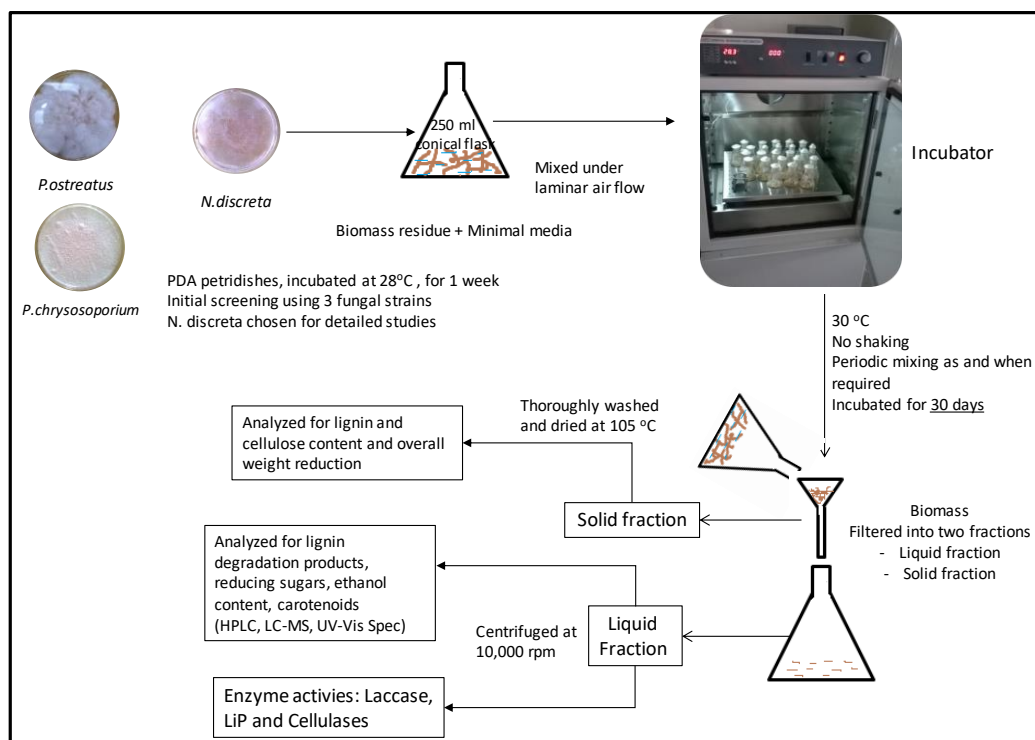 P.ostreatus
N.discreta
P.chrysosoporium
250 ml
conical flask
Mixed under
laminar air flow
Incubator
Biomass residue + Minimal media
PDA petridishes, incubated at 28°C , for 1 week
Initial screening using 3 fungal strains
N. discreta chosen for detailed studies
30 °C
No shaking
Periodic mixing as and when
required
Incubated for 30 days
Thoroughly washed
and dried at 105 °C
Analyzed for lignin and
cellulose content and overall
weight reduction
Solid fraction
Biomass
Filtered into two fractions
- Liquid fraction
- Solid fraction
Analyzed for lignin
degradation products,
reducing sugars, ethanol
content, carotenoids
(HPLC, LC-MS, UV-Vis Spec)
Centrifuged at
10,000 rpm
Liquid
Fraction
Enzyme activies: Laccase,
LiP and Cellulases